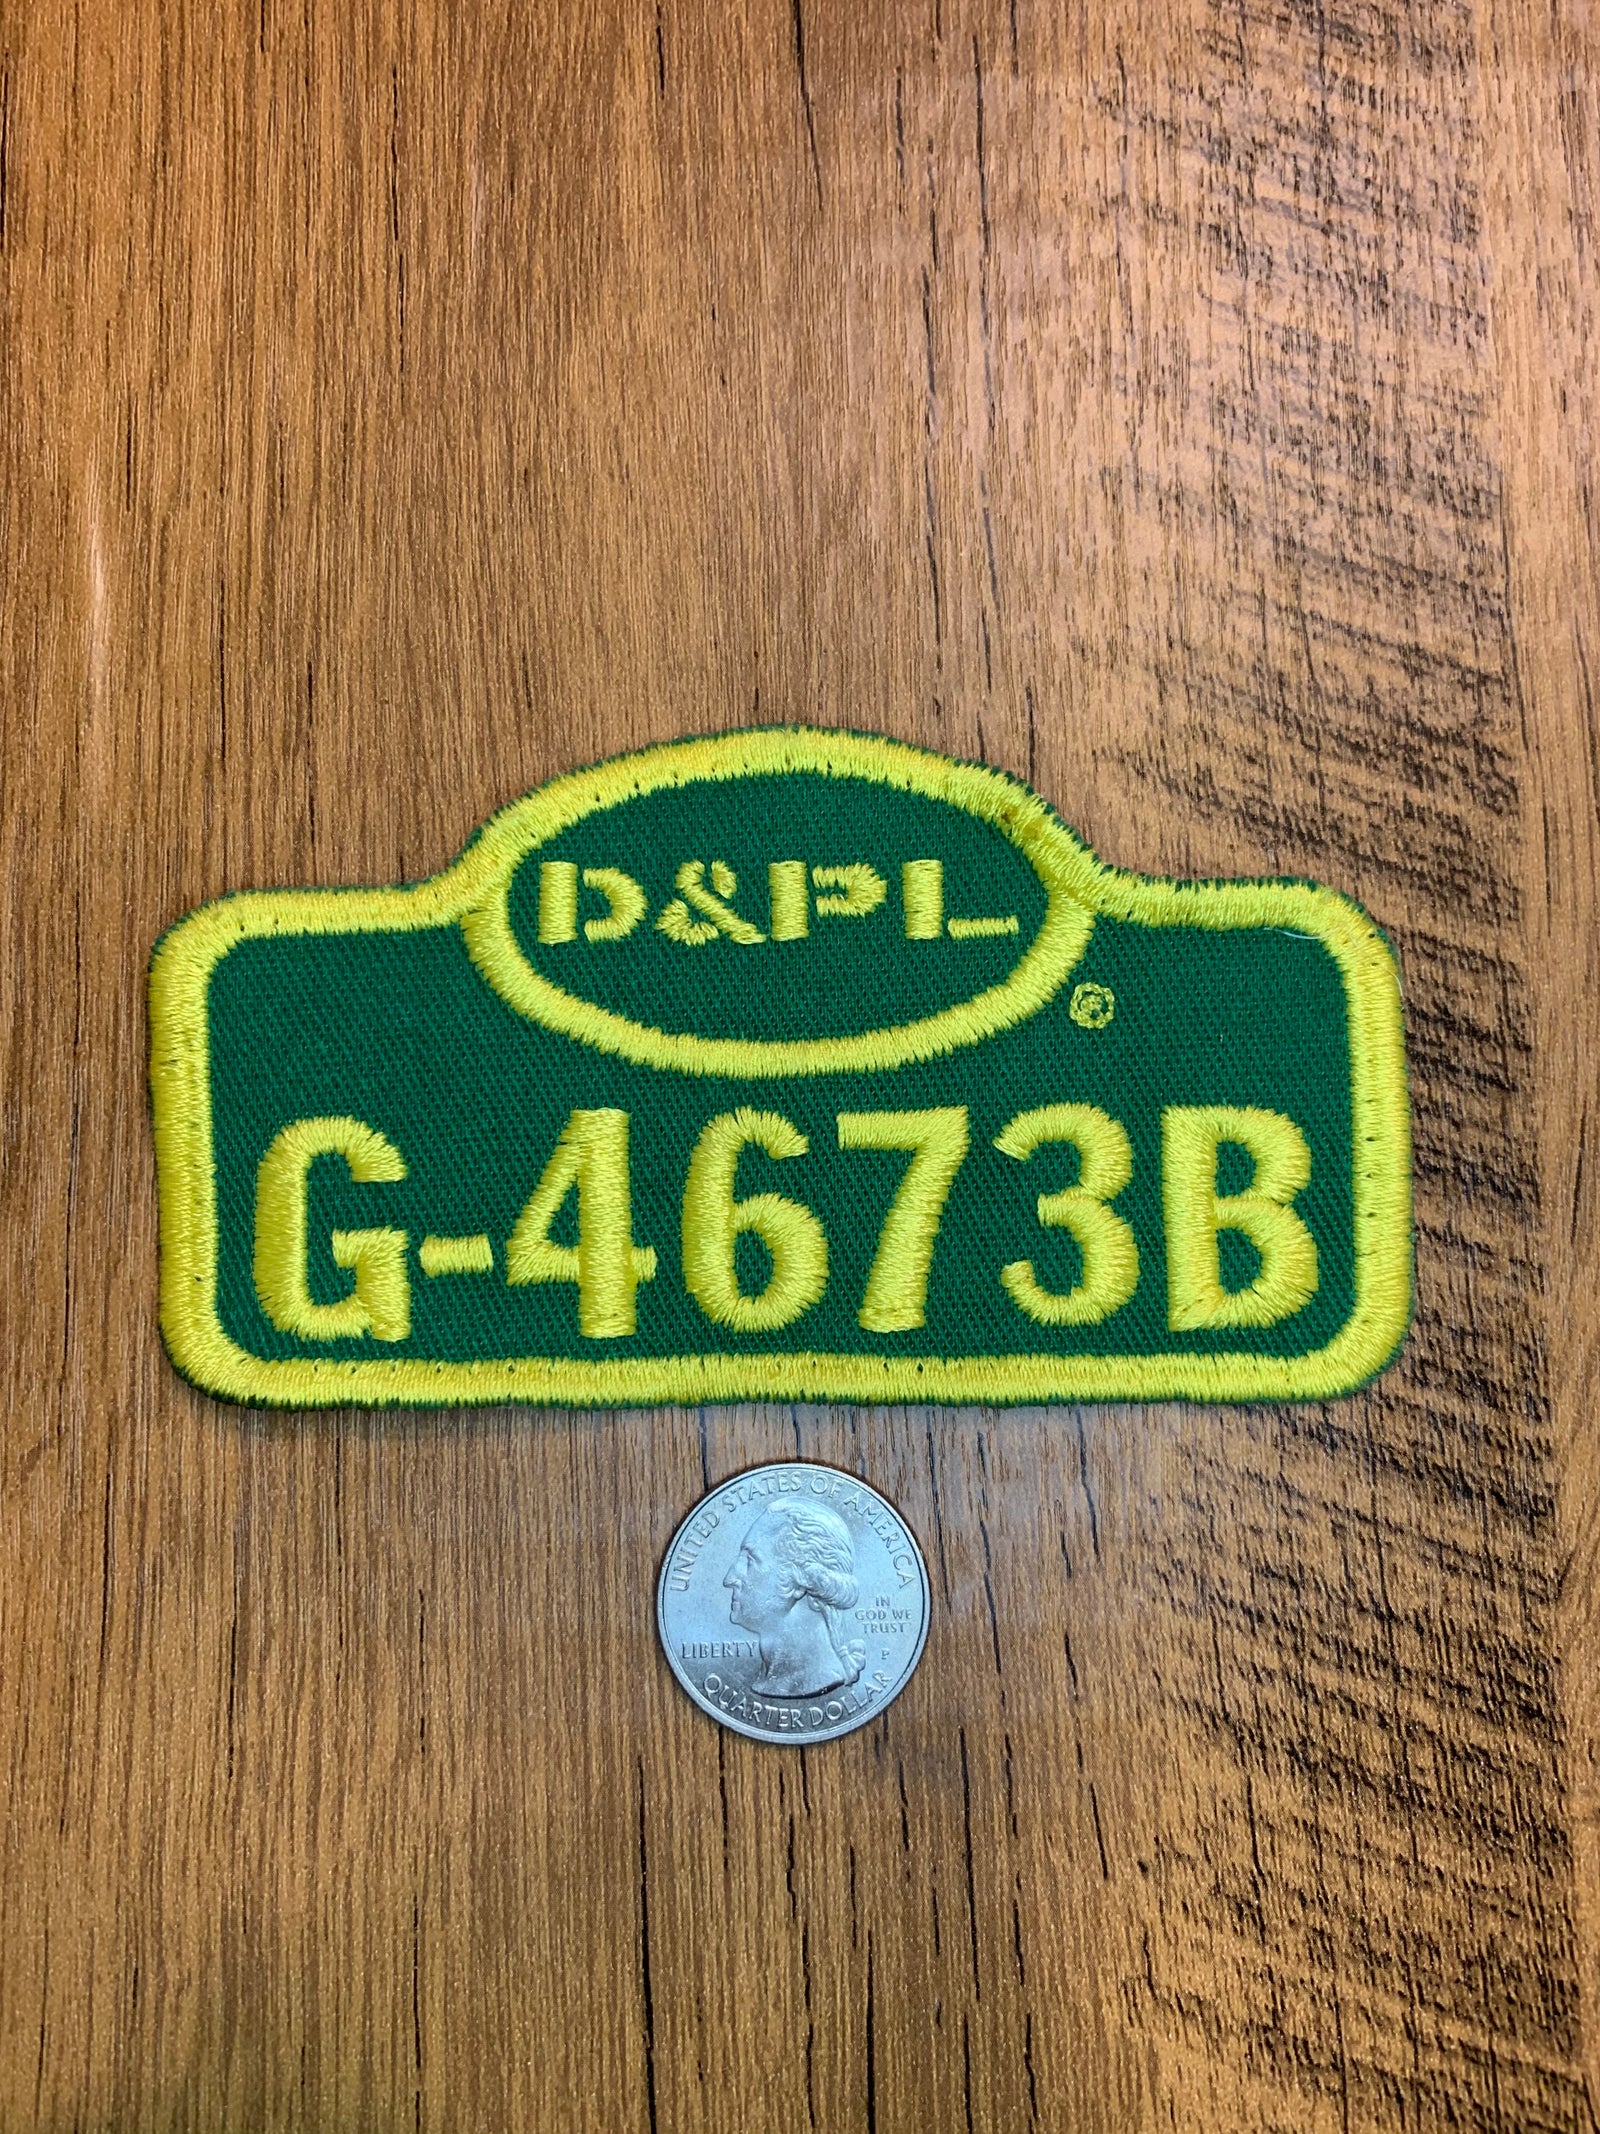 D&PL
®
G-4673B
UNITED STATES OF AMERICA
IN
GOD WE
TRUST
LIBERTY
P
QUARTER DOLLAR